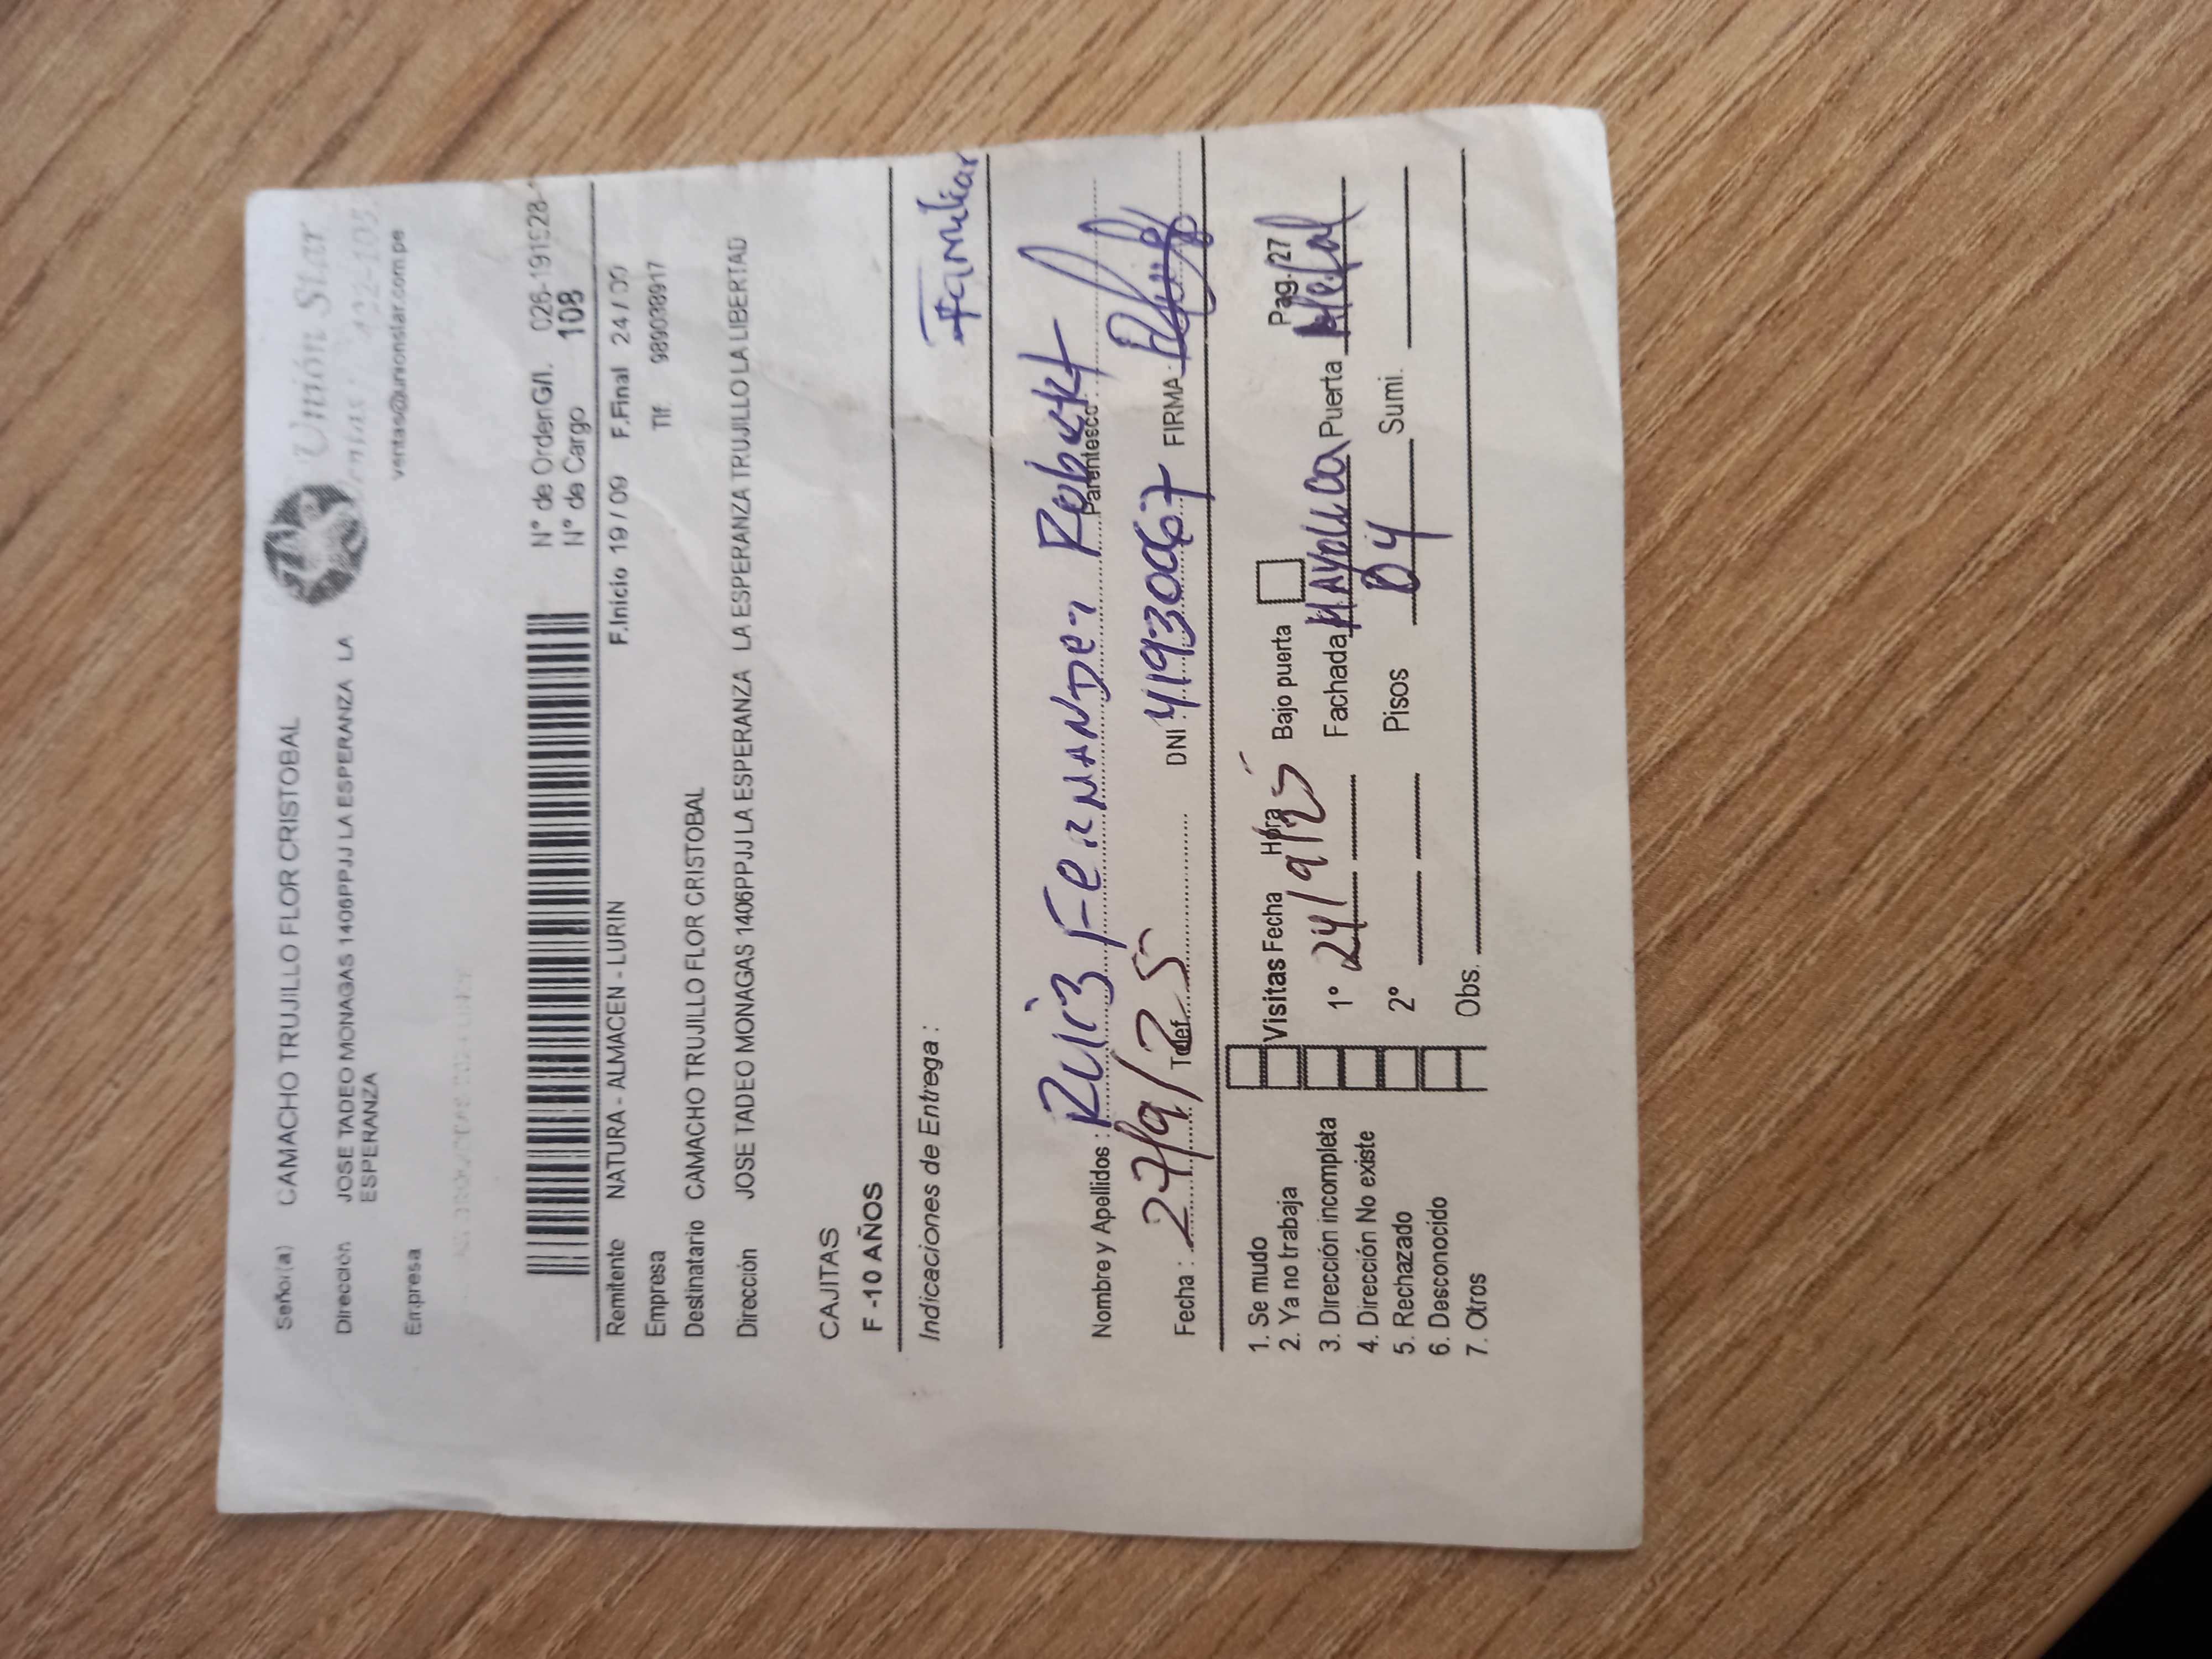 Señor(a) CAMACHO TRUJILLO FLOR CRISTOBAL
Unión Star
Dirección JOSE TADEO MONAGAS 1406PPJJ LA ESPERANZA LA
ESPERANZA
ventas@unionstar.com.pe
Empresa
N° de OrdenG/I.
N° de Cargo 108
Remitente NATURA - ALMACEN - LURIN F.Inicio 19 / 09 F.Final 24 /
Empresa Tlf. 989038917
Destinatario CAMACHO TRUJILLO FLOR CRISTOBAL
Dirección JOSE TADEO MONAGAS 1406PPJJ LA ESPERANZA LA ESPERANZA TRUJILLO LA LIBERTAD
CAJITAS
F -10 AÑOS
Indicaciones de Entrega :
Familiar
Nombre y Apellidos : Ruiz Fernandez Robert
Parentesco
Fecha : 27/9/25 Telef. DNI 41930067 FIRMA
1. Se mudo
2. Ya no trabaja
3. Dirección incompleta
4. Dirección No existe
5. Rechazado
6. Desconocido
7. Otros
Visitas Fecha Hora Bajo puerta Pag./27
1° 24/9/25 Fachada MAYOLICA Puerta Metal
2° Pisos 04 Sumi.
Obs.